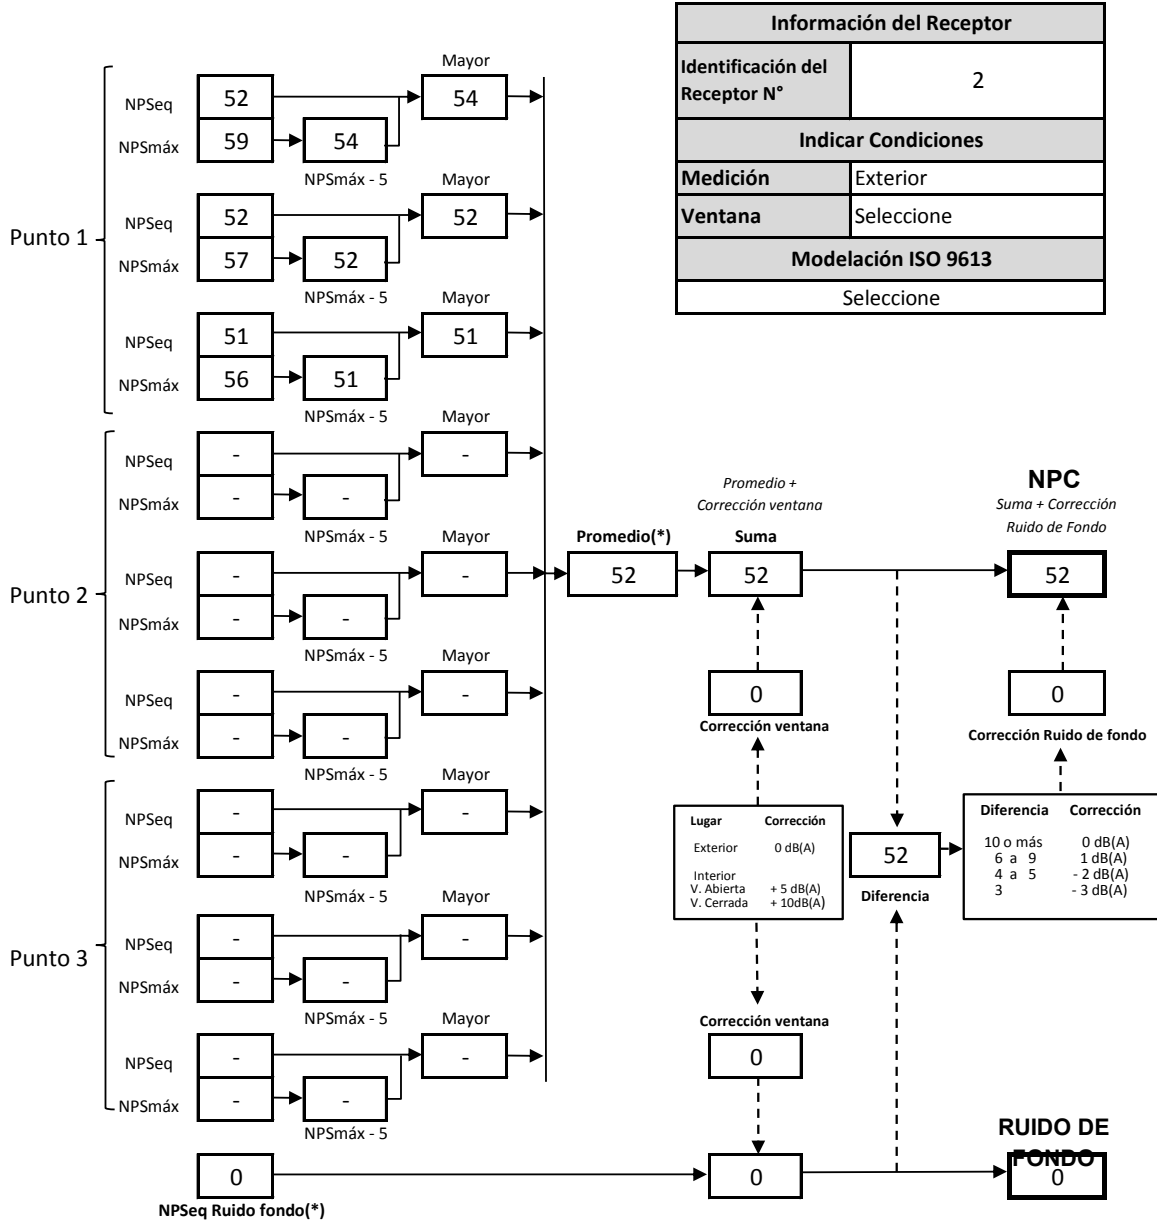 Información del Receptor
Identificación del
Receptor N°
2
Indicar Condiciones
Medición
Exterior
Ventana
Seleccione
Modelación ISO 9613
Seleccione
Punto 1
Mayor
NPSeq
52
54
NPSmáx
59
54
NPSmáx - 5
Mayor
NPSeq
52
52
NPSmáx
57
52
NPSmáx - 5
Mayor
NPSeq
51
51
NPSmáx
56
51
NPSmáx - 5
Punto 2
Mayor
NPSeq
-
-
NPSmáx
-
-
NPSmáx - 5
Mayor
NPSeq
-
-
NPSmáx
-
-
NPSmáx - 5
Mayor
NPSeq
-
-
NPSmáx
-
-
NPSmáx - 5
Punto 3
Mayor
NPSeq
-
-
NPSmáx
-
-
NPSmáx - 5
Mayor
NPSeq
-
-
NPSmáx
-
-
NPSmáx - 5
Mayor
NPSeq
-
-
NPSmáx
-
-
NPSmáx - 5
0
NPSeq Ruido fondo(*)
Promedio(*)
52
Promedio +
Corrección ventana
Suma
52
0
Corrección ventana
Lugar Corrección
Exterior 0 dB(A)
Interior
V. Abierta + 5 dB(A)
V. Cerrada + 10dB(A)
Corrección ventana
0
0
52
Diferencia
NPC
Suma + Corrección
Ruido de Fondo
52
0
Corrección Ruido de fondo
Diferencia Corrección
10 o más 0 dB(A)
6 a 9 1 dB(A)
4 a 5 - 2 dB(A)
3 - 3 dB(A)
RUIDO DE
FONDO
0